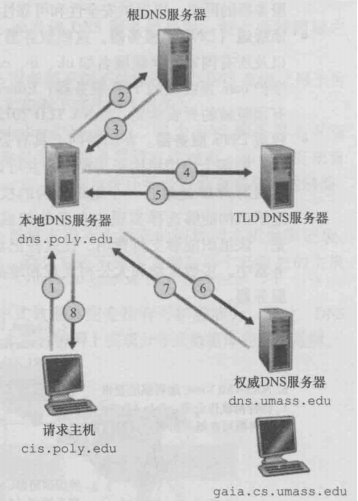 根DNS服务器
2
3
4
5
本地DNS服务器
dns.poly.edu
TLD DNS服务器
1
8
7
6
权威DNS服务器
dns.umass.edu
请求主机
cis.poly.edu
gaia.cs.umass.edu